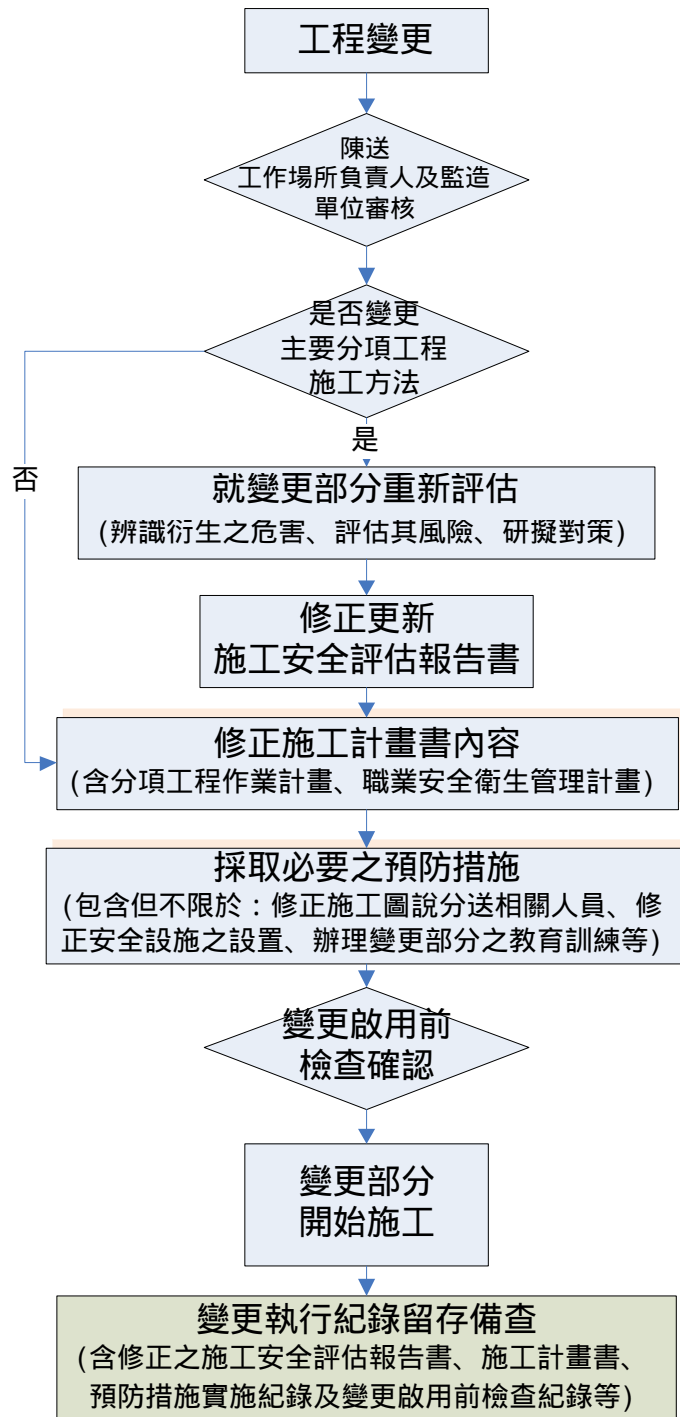 工程變更
陳送
工作場所負責人及監造
單位審核
是否變更
主要分項工程
施工方法
是
否
就變更部分重新評估
(辨識衍生之危害、評估其風險、研擬對策)
修正更新
施工安全評估報告書
修正施工計畫書內容
(含分項工程作業計畫、職業安全衛生管理計畫)
採取必要之預防措施
(包含但不限於：修正施工圖說分送相關人員、修
正安全設施之設置、辦理變更部分之教育訓練等)
變更啟用前
檢查確認
變更部分
開始施工
變更執行紀錄留存備查
(含修正之施工安全評估報告書、施工計畫書、
預防措施實施紀錄及變更啟用前檢查紀錄等)